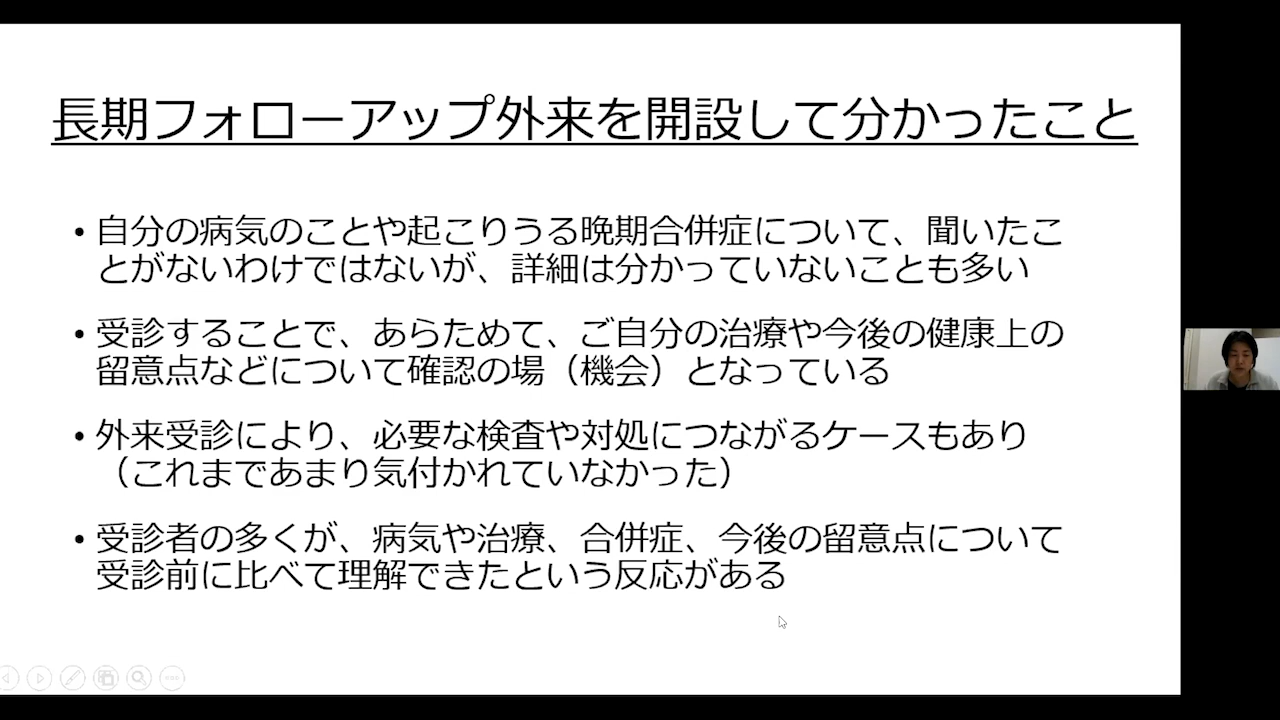 長期フォローアップ外来を開設して分かったこと
• 自分の病気のことや起こりうる晩期合併症について、聞いたこ
とがないわけではないが、詳細は分かっていないことも多い
• 受診することで、あらためて、ご自分の治療や今後の健康上の
留意点などについて確認の場（機会）となっている
• 外来受診により、必要な検査や対処につながるケースもあり
（これまであまり気付かれていなかった）
• 受診者の多くが、病気や治療、合併症、今後の留意点について
受診前に比べて理解できたという反応がある